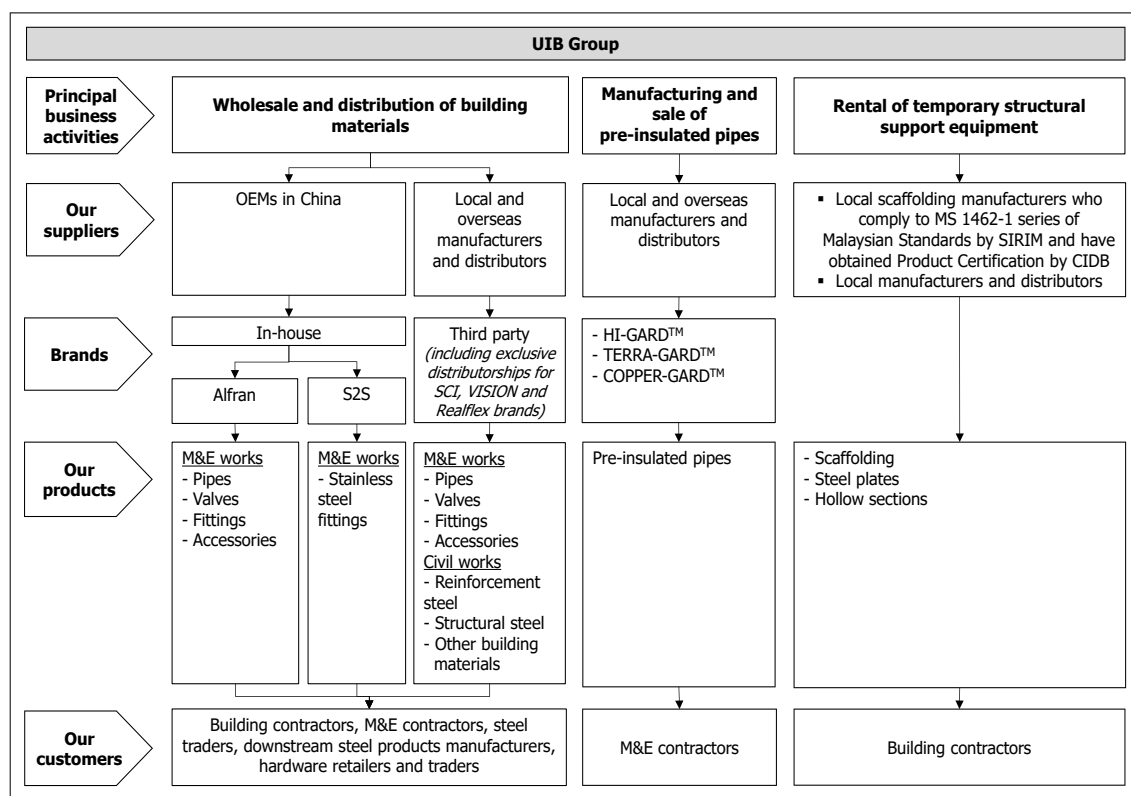 UIB Group
Principal
business
activities
Wholesale and distribution of building
materials
Manufacturing and
sale of
pre-insulated pipes
Rental of temporary structural
support equipment
Our
suppliers
OEMs in China
Local and
overseas
manufacturers
and distributors
Local and overseas
manufacturers and
distributors
▪ Local scaffolding manufacturers who
comply to MS 1462-1 series of
Malaysian Standards by SIRIM and have
obtained Product Certification by CIDB
▪ Local manufacturers and distributors
Brands
In-house
Alfran
S2S
Third party
(including exclusive
distributorships for
SCI, VISION and
Realflex brands)
- HI-GARD™
- TERRA-GARD™
- COPPER-GARD™
Our
products
M&E works
- Pipes
- Valves
- Fittings
- Accessories
M&E works
- Stainless
steel
fittings
M&E works
- Pipes
- Valves
- Fittings
- Accessories
Civil works
- Reinforcement
steel
- Structural steel
- Other building
materials
Pre-insulated pipes
- Scaffolding
- Steel plates
- Hollow sections
Our
customers
Building contractors, M&E contractors, steel
traders, downstream steel products manufacturers,
hardware retailers and traders
M&E contractors
Building contractors